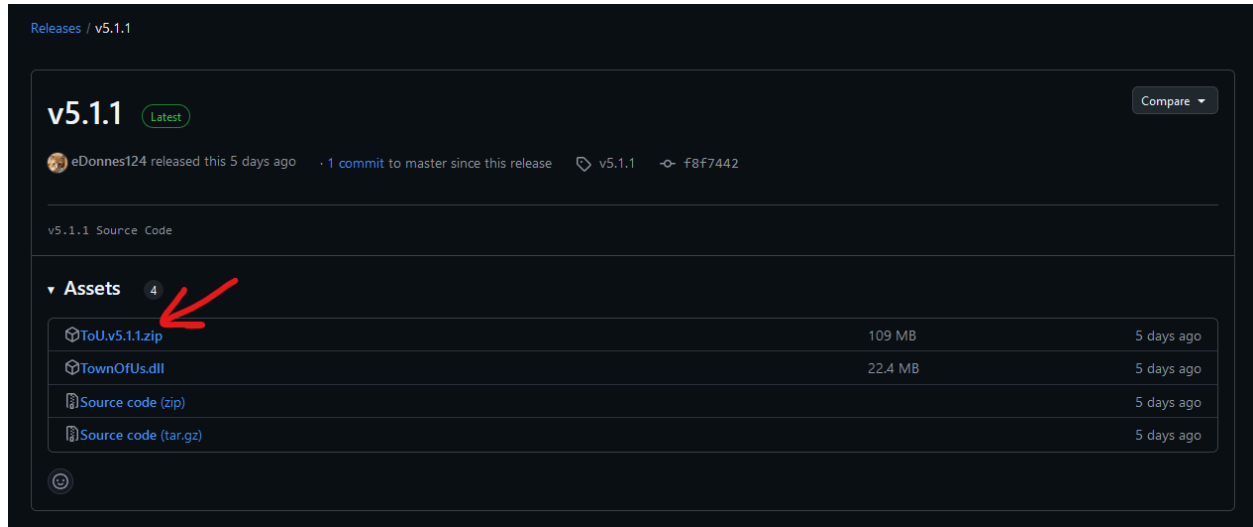 Releases / v5.1.1
v5.1.1 Latest Compare
eDonnes124 released this 5 days ago · 1 commit to master since this release v5.1.1 f8f7442
v5.1.1 Source Code
Assets 4
ToU.v5.1.1.zip 109 MB 5 days ago
TownOfUs.dll 22.4 MB 5 days ago
Source code (zip) 5 days ago
Source code (tar.gz) 5 days ago